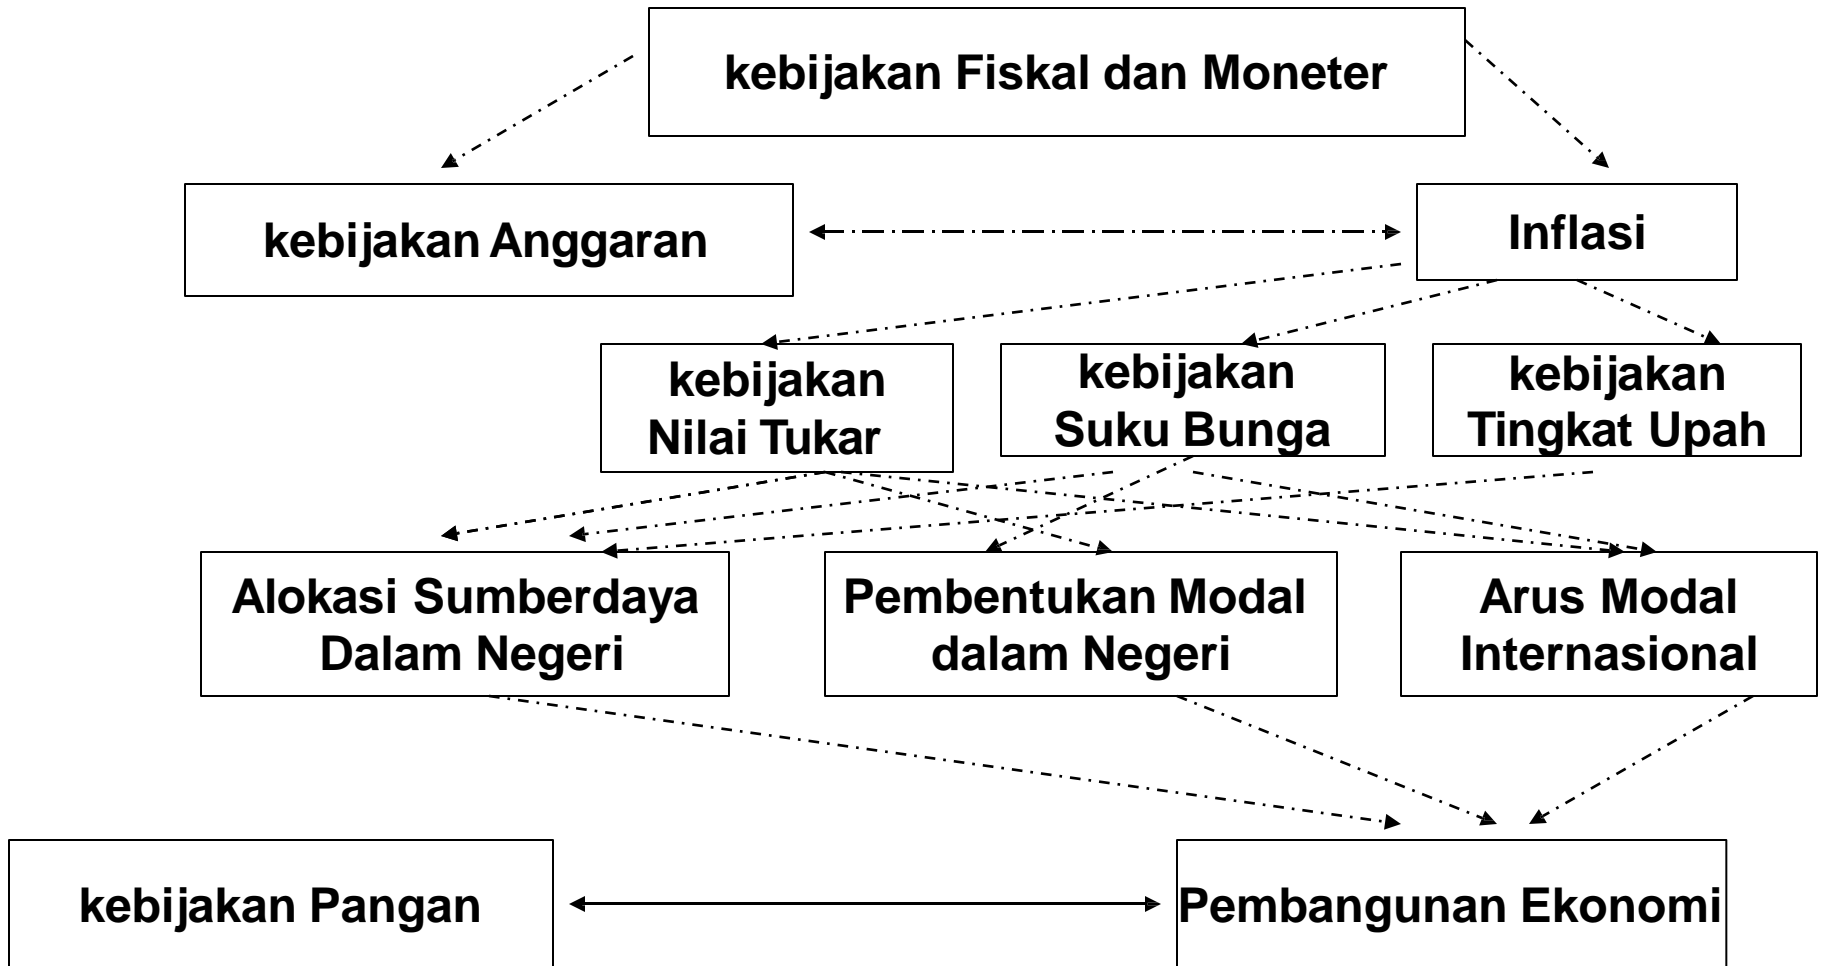 kebijakan Fiskal dan Moneter
kebijakan Anggaran
Inflasi
kebijakan
Nilai Tukar
kebijakan
Suku Bunga
kebijakan
Tingkat Upah
Alokasi Sumberdaya
Dalam Negeri
Pembentukan Modal
dalam Negeri
Arus Modal
Internasional
kebijakan Pangan
Pembangunan Ekonomi